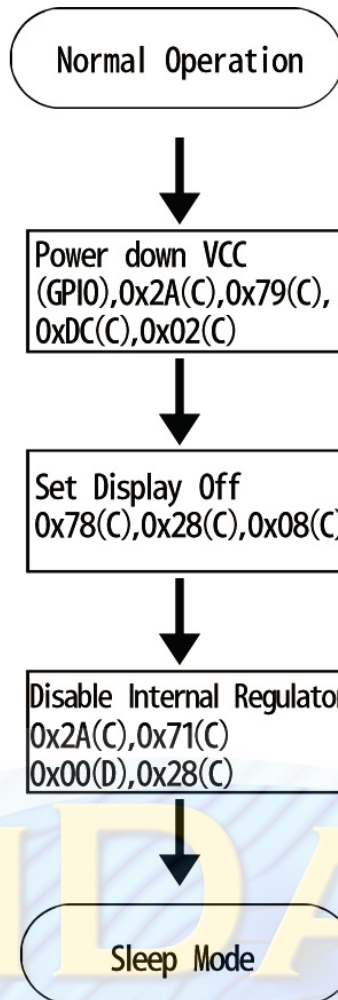 Normal Operation
Power down VCC
(GPIO),0x2A(C),0x79(C),
0xDC(C),0x02(C)
Set Display Off
0x78(C),0x28(C),0x08(C)
Disable Internal Regulator
0x2A(C),0x71(C)
0x00(D),0x28(C)
Sleep Mode